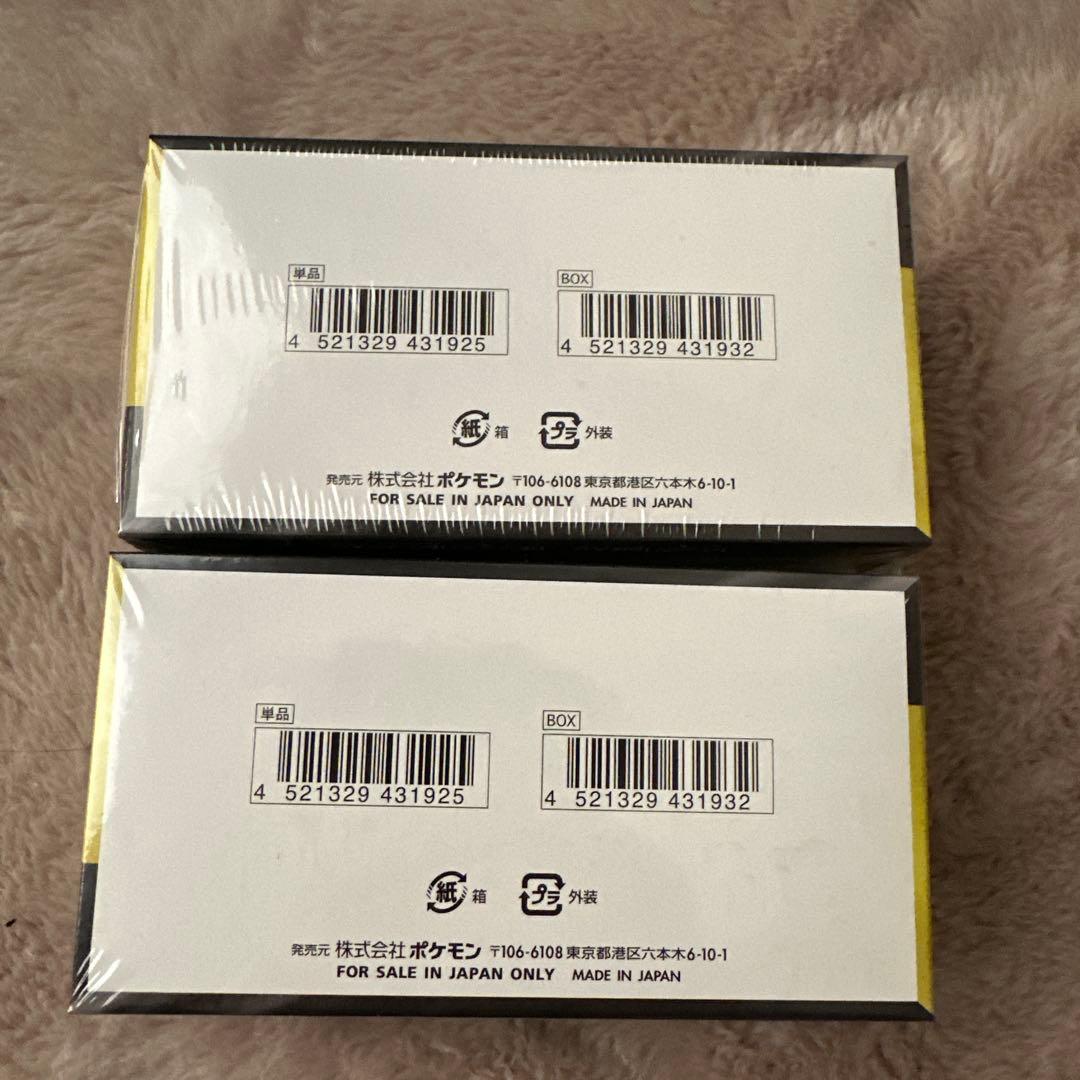 単品
BOX
4 521329 431925
4 521329 431932
紙 箱
プラ 外装
発売元 株式会社ポケモン 〒106-6108 東京都港区六本木6-10-1
FOR SALE IN JAPAN ONLY MADE IN JAPAN
単品
BOX
4 521329 431925
4 521329 431932
紙 箱
プラ 外装
発売元 株式会社ポケモン 〒106-6108 東京都港区六本木6-10-1
FOR SALE IN JAPAN ONLY MADE IN JAPAN